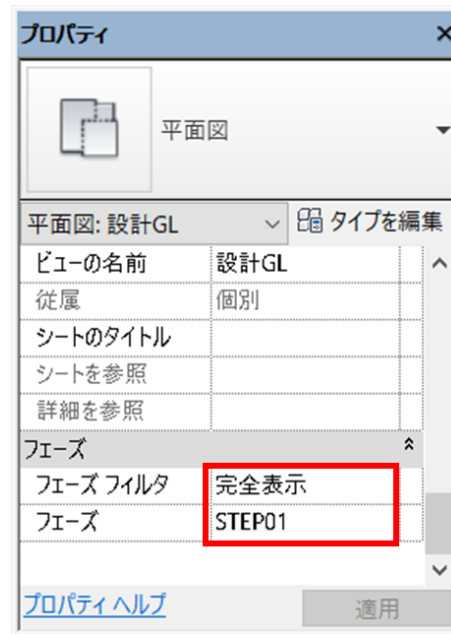 プロパティ
平面図
平面図: 設計GL
タイプを編集
ビューの名前 設計GL
従属 個別
シートのタイトル
シートを参照
詳細を参照
フェーズ
フェーズ フィルタ 完全表示
フェーズ STEP01
プロパティ ヘルプ
適用